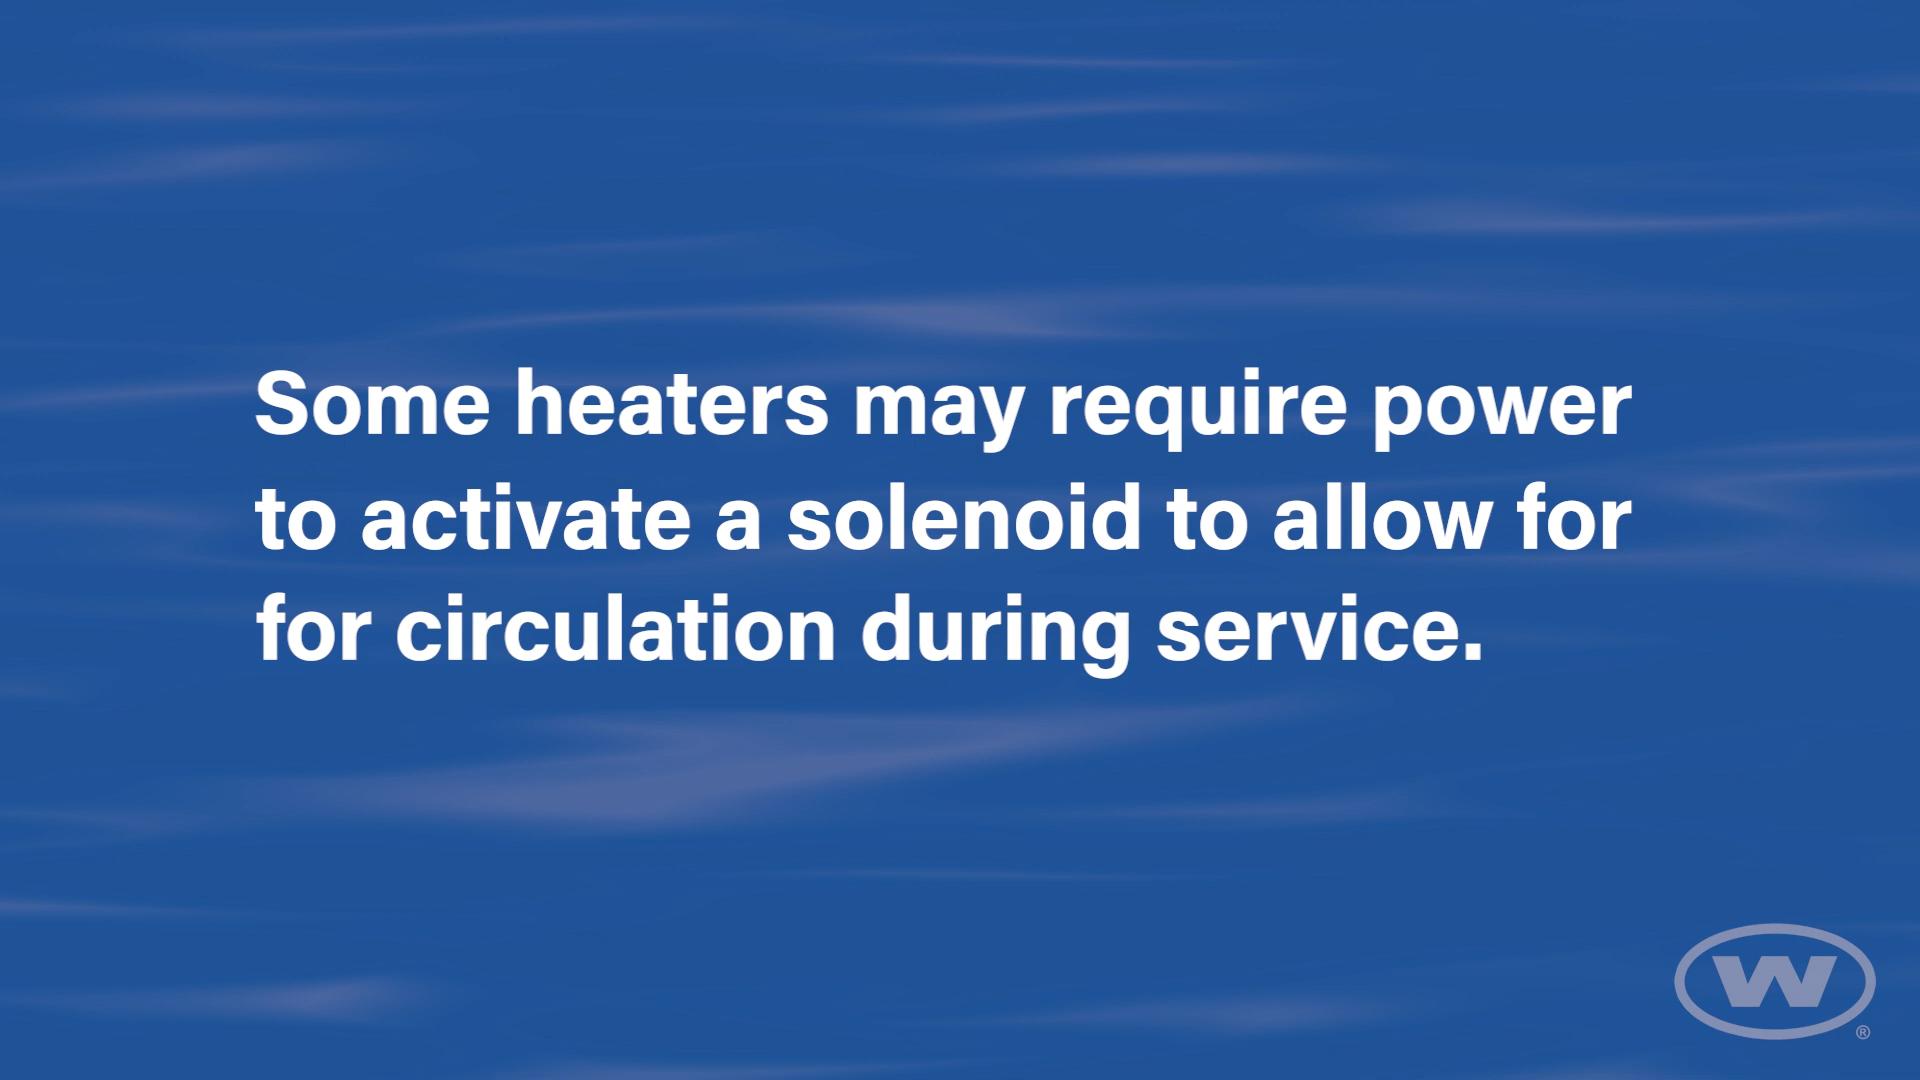 Some heaters may require power
to activate a solenoid to allow for
for circulation during service.
W
®